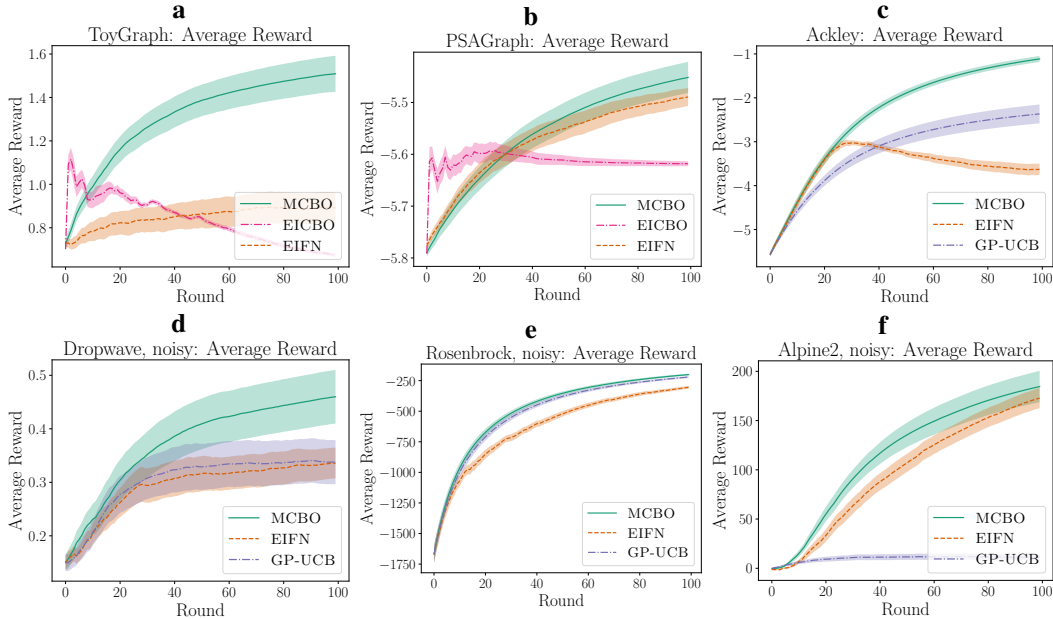 a
ToyGraph: Average Reward
Average Reward
1.6
1.4
1.2
1.0
0.8
0 20 40 60 80 100
Round
MCBO
EICBO
EIFN
b
PSAGraph: Average Reward
Average Reward
−5.5
−5.6
−5.7
−5.8
0 20 40 60 80 100
Round
MCBO
EICBO
EIFN
c
Ackley: Average Reward
Average Reward
−1
−2
−3
−4
−5
0 20 40 60 80 100
Round
MCBO
EIFN
GP-UCB
d
Dropwave, noisy: Average Reward
Average Reward
0.5
0.4
0.3
0.2
0 20 40 60 80 100
Round
MCBO
EIFN
GP-UCB
e
Rosenbrock, noisy: Average Reward
Average Reward
−250
−500
−750
−1000
−1250
−1500
−1750
0 20 40 60 80 100
Round
MCBO
EIFN
GP-UCB
f
Alpine2, noisy: Average Reward
Average Reward
200
150
100
50
0
0 20 40 60 80 100
Round
MCBO
EIFN
GP-UCB